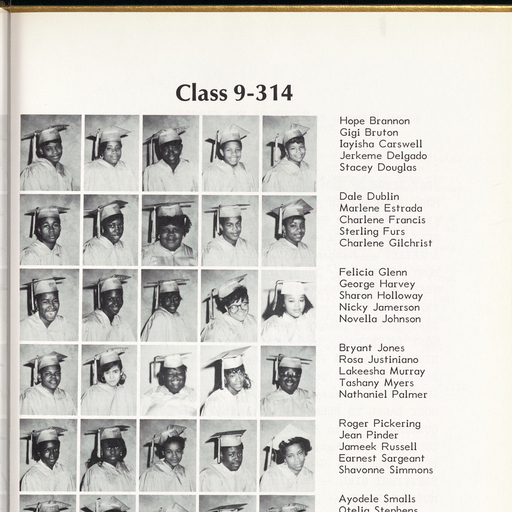 Class 9-314
Hope Brannon
Gigi Bruton
Iayisha Carswell
Jerkeme Delgado
Stacey Douglas
Dale Dublin
Marlene Estrada
Charlene Francis
Sterling Furs
Charlene Gilchrist
Felicia Glenn
George Harvey
Sharon Holloway
Nicky Jamerson
Novella Johnson
Bryant Jones
Rosa Justiniano
Lakeesha Murray
Tashany Myers
Nathaniel Palmer
Roger Pickering
Jean Pinder
Jameek Russell
Earnest Sargeant
Shavonne Simmons
Ayodele Smalls
Otelia Stephens